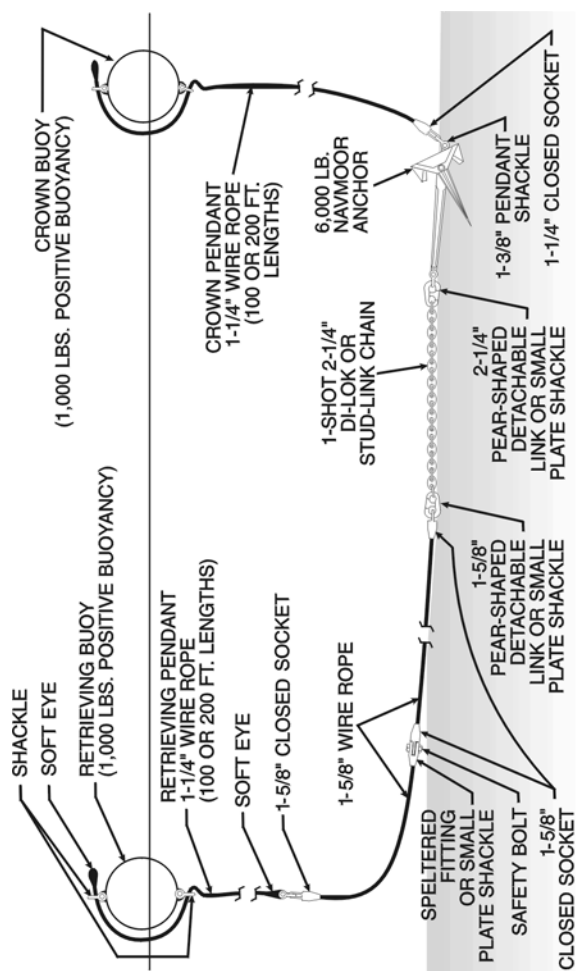 SHACKLE
SOFT EYE
RETRIEVING BUOY
(1,000 LBS. POSITIVE BUOYANCY)
CROWN BUOY
(1,000 LBS. POSITIVE BUOYANCY)
RETRIEVING PENDANT
1-1/4" WIRE ROPE
(100 OR 200 FT. LENGTHS)
SOFT EYE
1-5/8" CLOSED SOCKET
CROWN PENDANT
1-1/4" WIRE ROPE
(100 OR 200 FT.
LENGTHS)
1-5/8" WIRE ROPE
1-SHOT 2-1/4"
DI-LOK OR
STUD-LINK CHAIN
6,000 LB.
NAVMOOR
ANCHOR
SPELTERED
FITTING
OR SMALL
PLATE SHACKLE
SAFETY BOLT
1-5/8"
CLOSED SOCKET
1-5/8"
PEAR-SHAPED
DETACHABLE
LINK OR SMALL
PLATE SHACKLE
2-1/4"
PEAR-SHAPED
DETACHABLE
LINK OR SMALL
PLATE SHACKLE
1-3/8" PENDANT
SHACKLE
1-1/4" CLOSED SOCKET